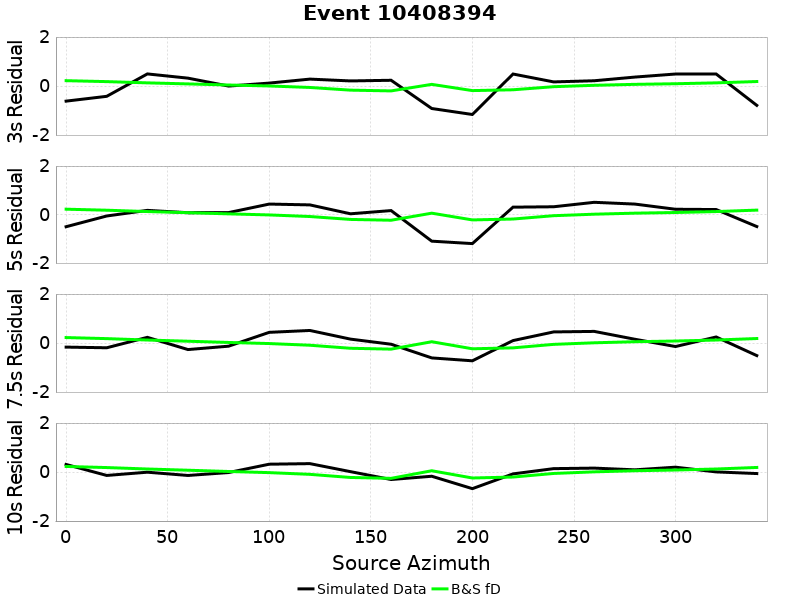 Event 10408394
3s Residual
2
0
-2
5s Residual
2
0
-2
7.5s Residual
2
0
-2
10s Residual
2
0
-2
0 50 100 150 200 250 300
Source Azimuth
Simulated Data B&S fD